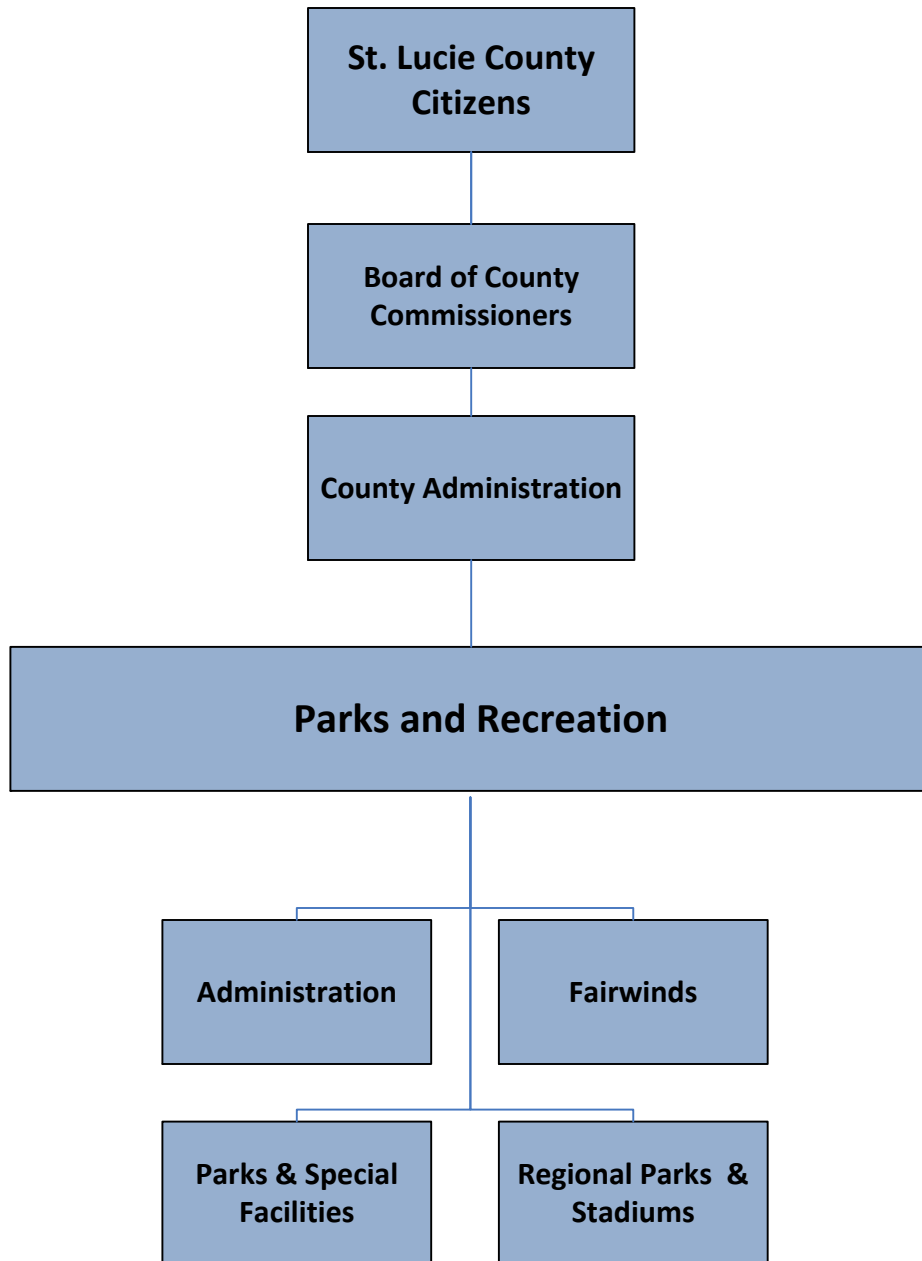 St. Lucie County
Citizens
Board of County
Commissioners
County Administration
Parks and Recreation
Administration
Fairwinds
Parks & Special
Facilities
Regional Parks & 
Stadiums